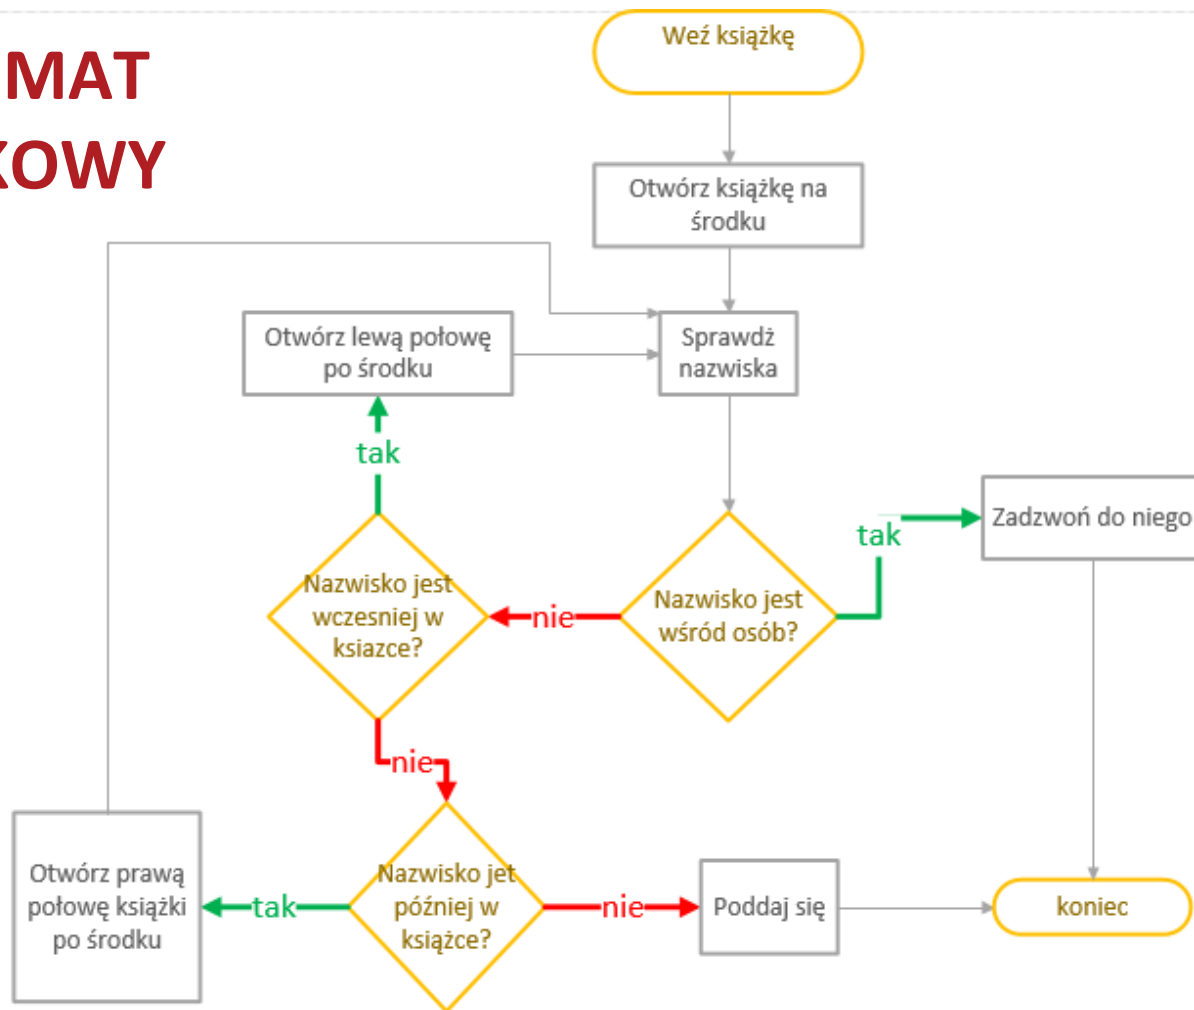 MAT
KOWY
Weź książkę
Otwórz książkę na
środku
Otwórz lewą połowę
po środku
Sprawdż
nazwiska
tak
Zadzwoń do niego
tak
Nazwisko jest
wczesniej w
ksiazce?
nie
Nazwisko jest
wśród osób?
nie
Otwórz prawą
połowę książki
po środku
tak
Nazwisko jet
później w
książce?
nie
Poddaj się
koniec